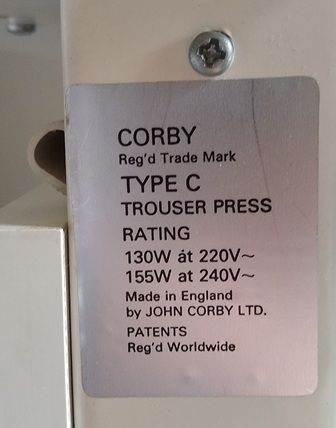 CORBY
Reg'd Trade Mark
TYPE C
TROUSER PRESS
RATING
130W at 220V~
155W at 240V~
Made in England
by JOHN CORBY LTD.
PATENTS
Reg'd Worldwide